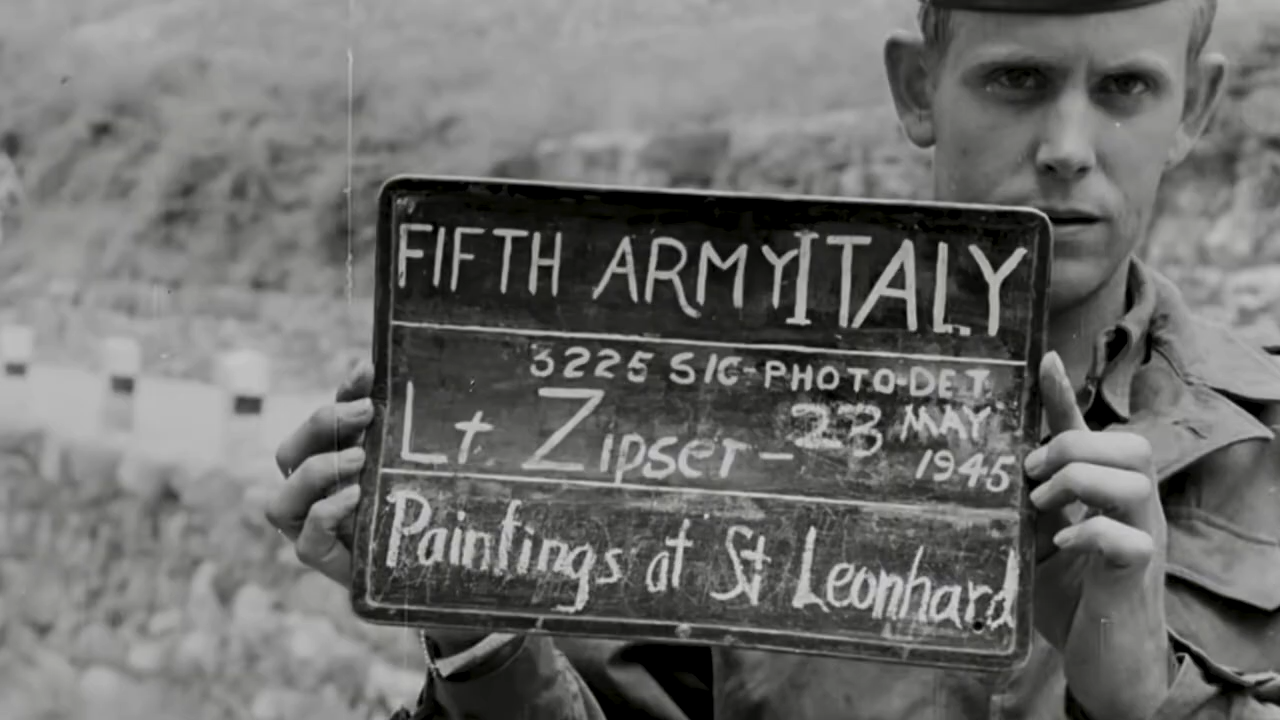 FIFTH ARMY ITALY
3225 SIG-PHOTO-DET.
Lt. Zipser - 23 MAY 1945
Paintings at St Leonhard